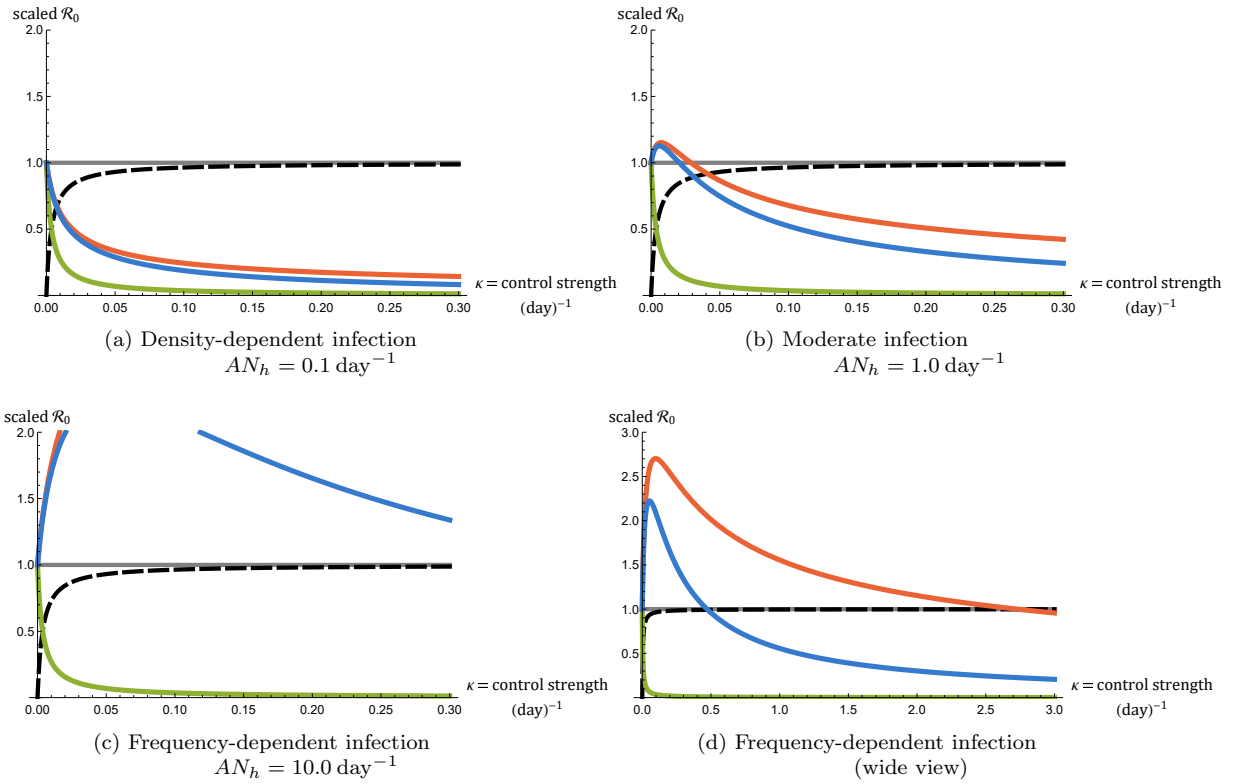 scaled R₀
2.0
1.5
1.0
0.5
0.00 0.05 0.10 0.15 0.20 0.25 0.30
κ = control strength
(day)⁻¹
(a) Density-dependent infection
ANₕ = 0.1 day⁻¹
scaled R₀
2.0
1.5
1.0
0.5
0.00 0.05 0.10 0.15 0.20 0.25 0.30
κ = control strength
(day)⁻¹
(b) Moderate infection
ANₕ = 1.0 day⁻¹
scaled R₀
2.0
1.5
1.0
0.5
0.00 0.05 0.10 0.15 0.20 0.25 0.30
κ = control strength
(day)⁻¹
(c) Frequency-dependent infection
ANₕ = 10.0 day⁻¹
scaled R₀
3.0
2.5
2.0
1.5
1.0
0.5
0.0 0.5 1.0 1.5 2.0 2.5 3.0
κ = control strength
(day)⁻¹
(d) Frequency-dependent infection
(wide view)